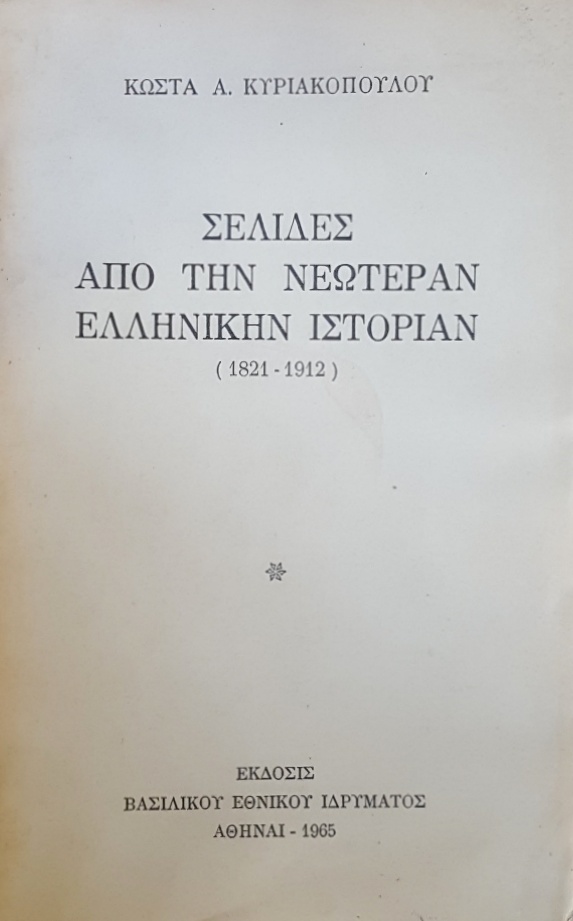 ΚΩΣΤΑ Α. ΚΥΡΙΑΚΟΠΟΥΛΟΥ
ΣΕΛΙΔΕΣ
ΑΠΟ ΤΗΝ ΝΕΩΤΕΡΑΝ
ΕΛΛΗΝΙΚΗΝ ΙΣΤΟΡΙΑΝ
( 1821 - 1912 )
ΕΚΔΟΣΙΣ
ΒΑΣΙΛΙΚΟΥ ΕΘΝΙΚΟΥ ΙΔΡΥΜΑΤΟΣ
ΑΘΗΝΑΙ - 1965